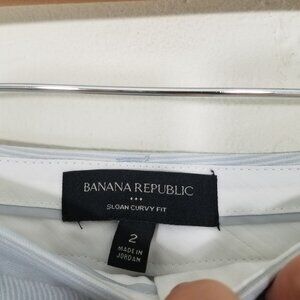 BANANA REPUBLIC
SLOAN CURVY FIT
2
MADE IN
JORDAN